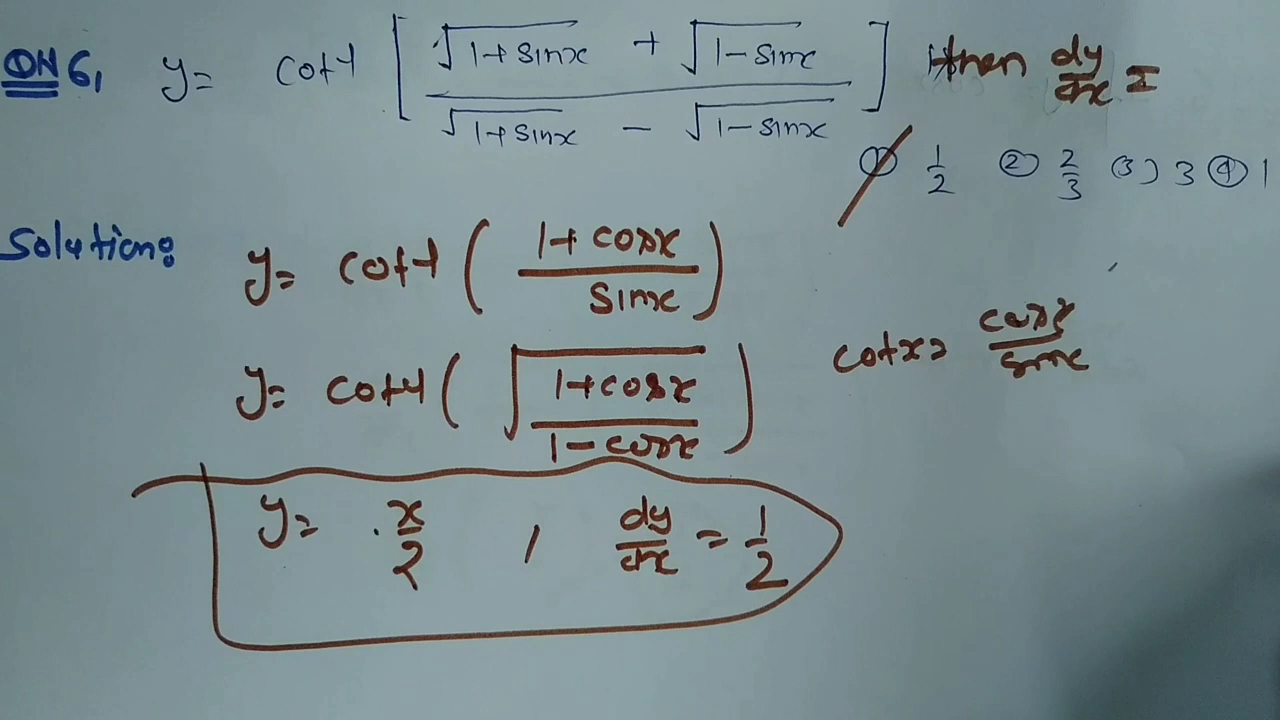 QN 6, y = cot-1 [ (√1+sinx + √1-sinx) / (√1+sinx - √1-sinx) ] then dy/dx =
① 1/2 ② 2/3 (3) 3 ④ 1
Solution:
y = cot-1 ( (1+cosx) / sinx )
y = cot-1 ( √(1+cosx / 1-cosx) ) cotx = cosx/sinx
y = x/2 , dy/dx = 1/2